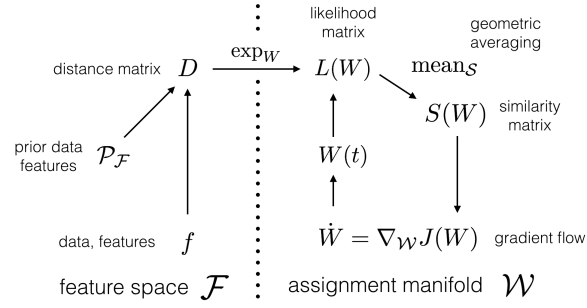 likelihood
matrix
geometric
averaging
distance matrix D
exp_W
L(W)
mean_𝒮
S(W)
similarity
matrix
prior data
features
𝒫_ℱ
W(t)
data, features f
Ẇ = ∇_𝒲 J(W)
gradient flow
feature space ℱ
assignment manifold 𝒲